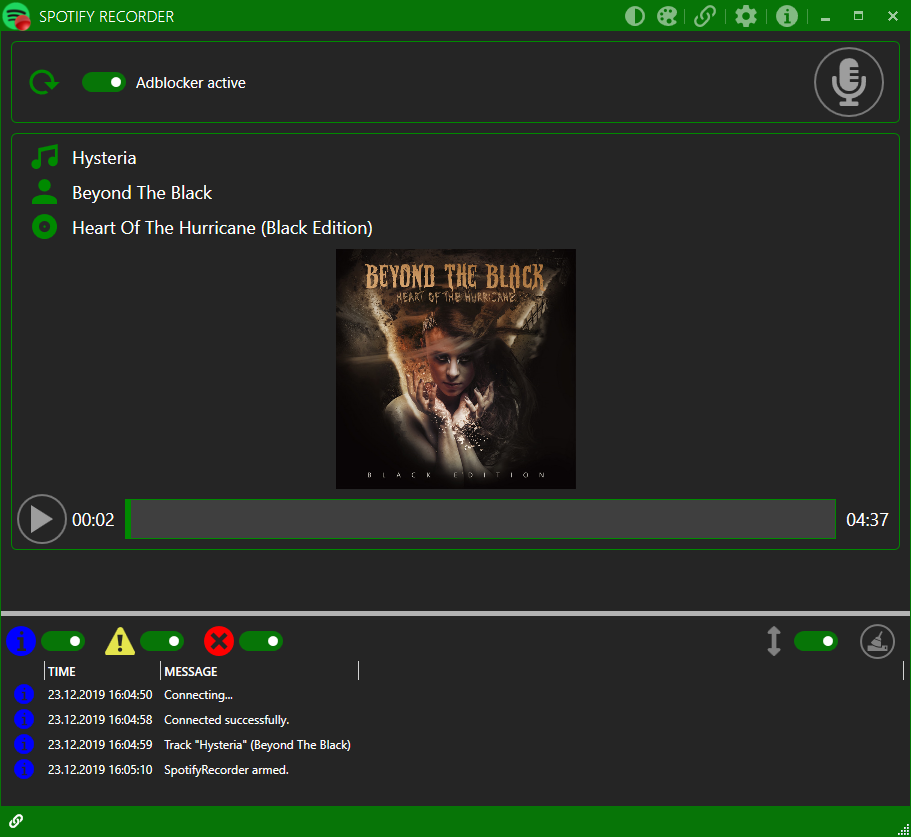 SPOTIFY RECORDER
Adblocker active
Hysteria
Beyond The Black
Heart Of The Hurricane (Black Edition)
BEYOND THE BLACK
HEART OF THE HURRICANE
BLACK EDITION
00:02 04:37
TIME MESSAGE
23.12.2019 16:04:50 Connecting...
23.12.2019 16:04:58 Connected successfully.
23.12.2019 16:04:59 Track "Hysteria" (Beyond The Black)
23.12.2019 16:05:10 SpotifyRecorder armed.